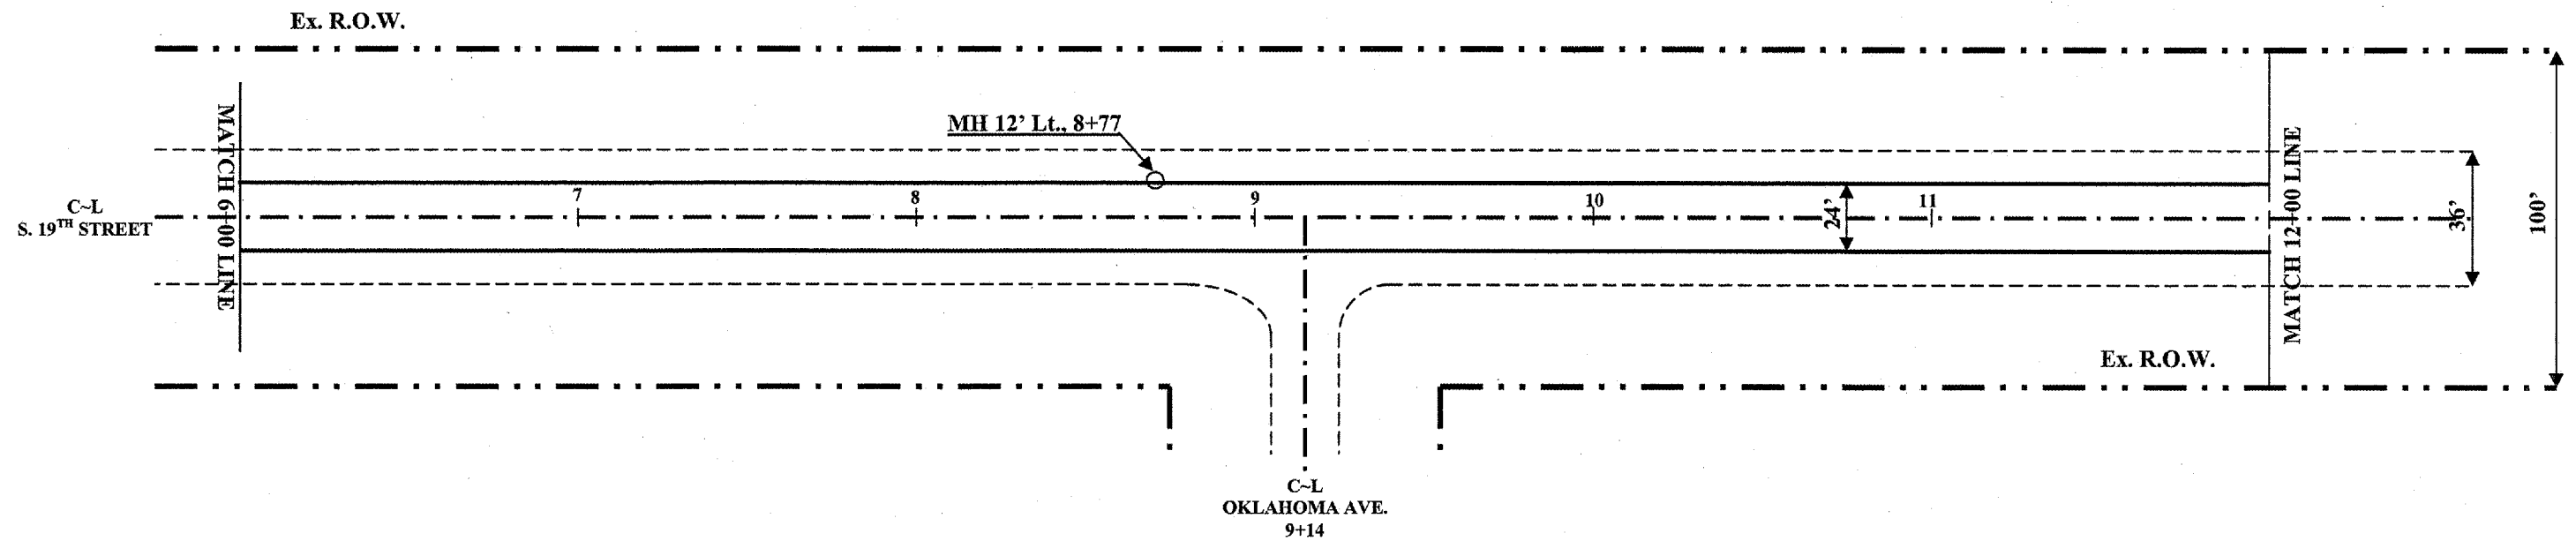 Ex. R.O.W.
MH 12' Lt., 8+77
MATCH 6+00 LINE
C~L
S. 19TH STREET
7
8
9
10
11
24'
MATCH 12+00 LINE
36'
100'
Ex. R.O.W.
C~L
OKLAHOMA AVE.
9+14